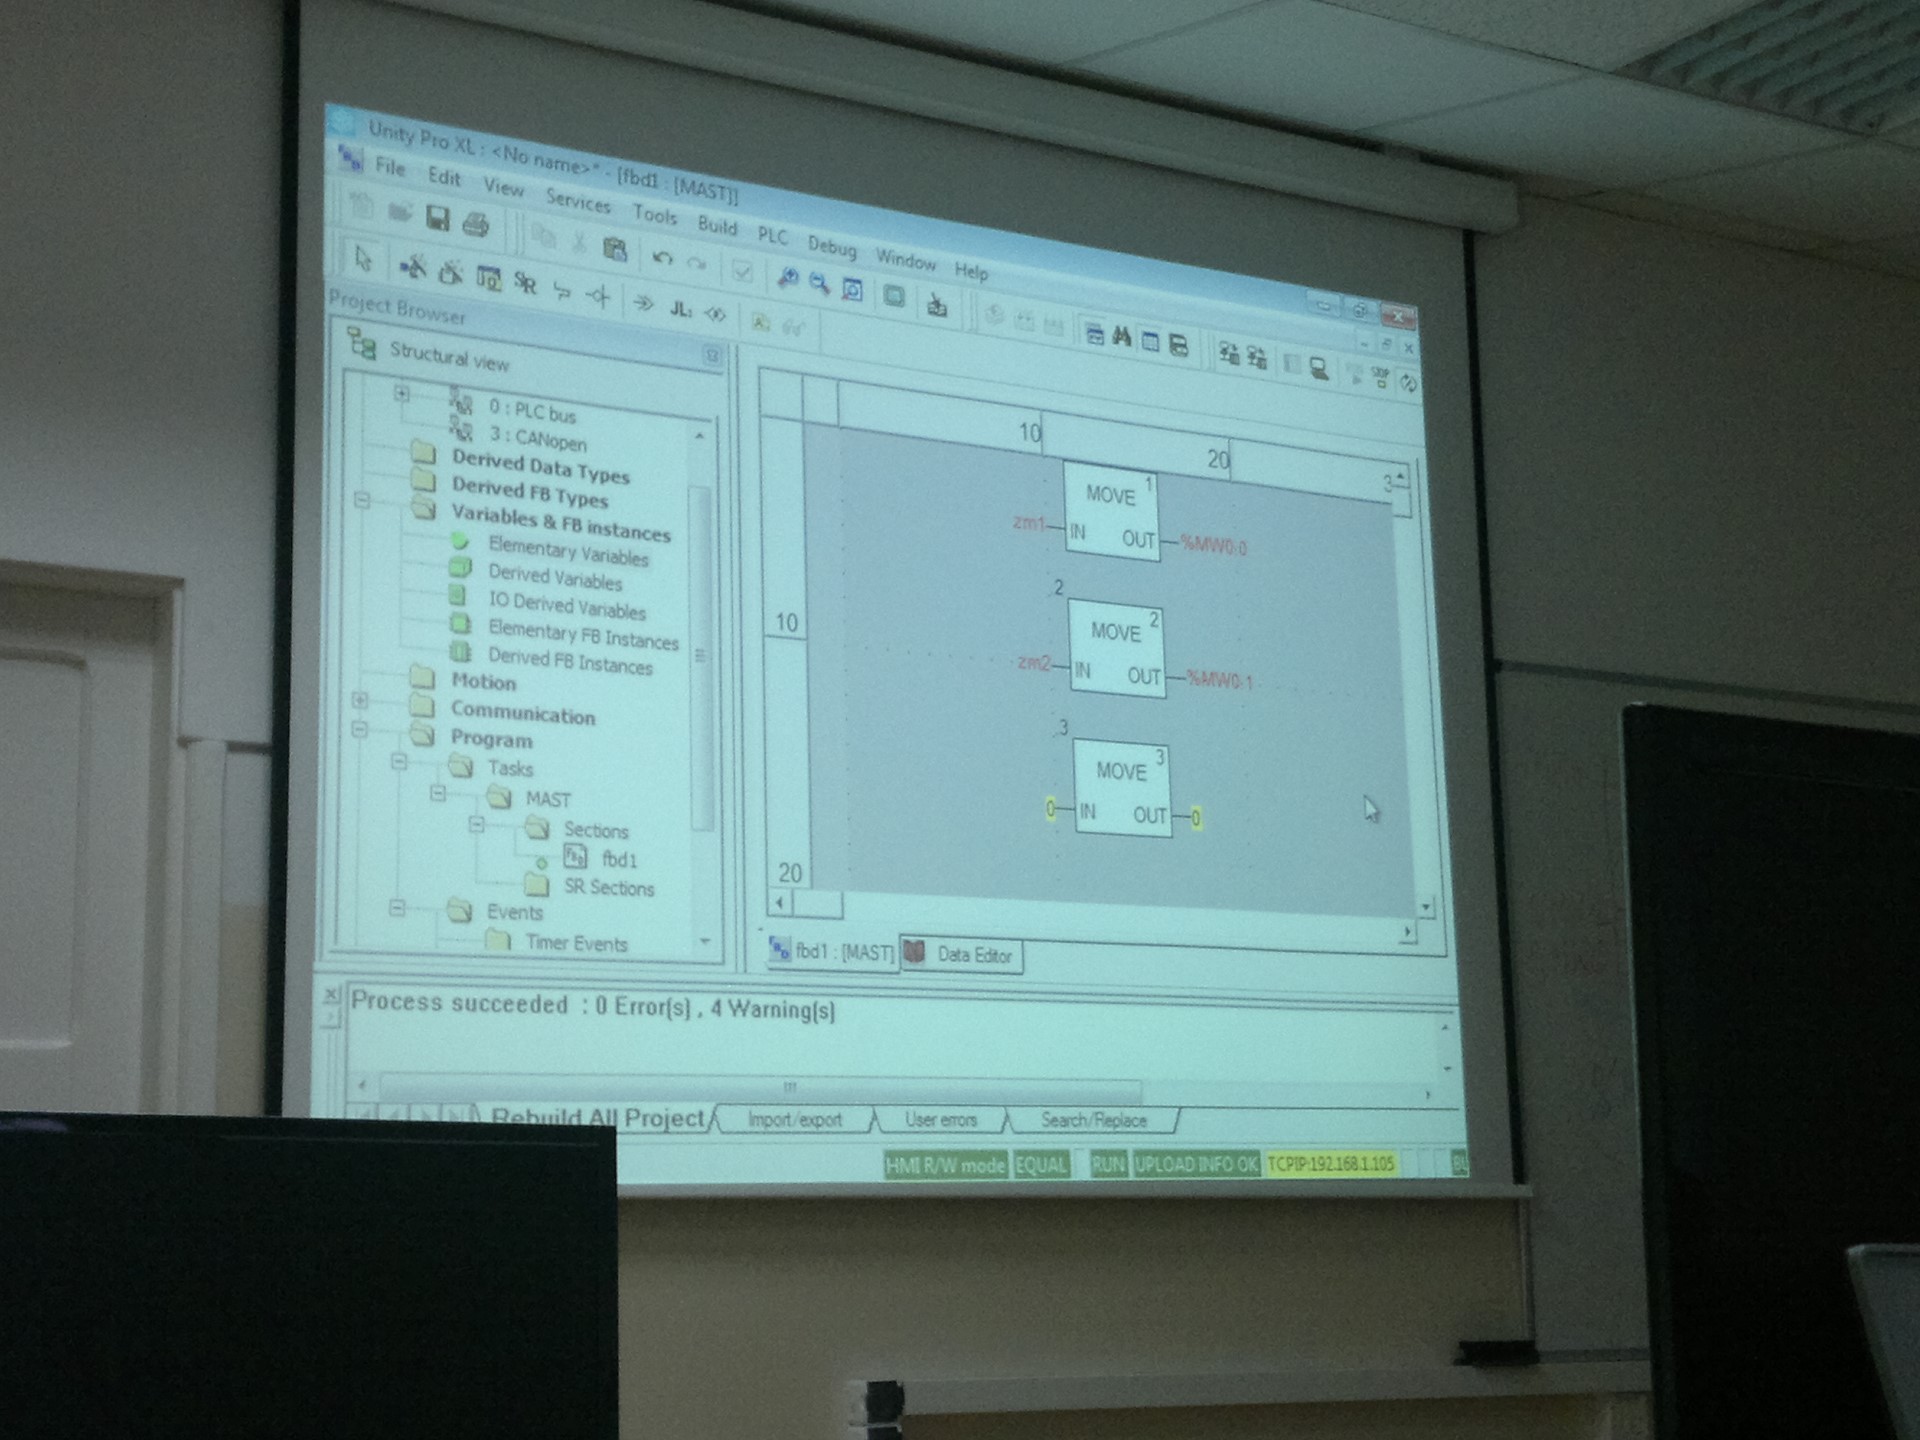 Unity Pro XL : <No name>* - [fbd1 : [MAST]]
File Edit View Services Tools Build PLC Debug Window Help
Project Browser
Structural view
0 : PLC bus
3 : CANopen
Derived Data Types
Derived FB Types
Variables & FB instances
Elementary Variables
Derived Variables
IO Derived Variables
Elementary FB Instances
Derived FB Instances
Motion
Communication
Program
Tasks
MAST
Sections
fbd1
SR Sections
Events
Timer Events
10 20 3
10
20
1
MOVE
zm1 IN OUT %MW0.0
2
2
MOVE
zm2 IN OUT %MW0.1
3
3
MOVE
0 IN OUT 0
fbd1 : [MAST] Data Editor
Process succeeded : 0 Error(s) , 4 Warning(s)
Rebuild All Project Import/export User errors Search/Replace
HMI R/W mode EQUAL RUN UPLOAD INFO OK TCPIP:192.168.1.105